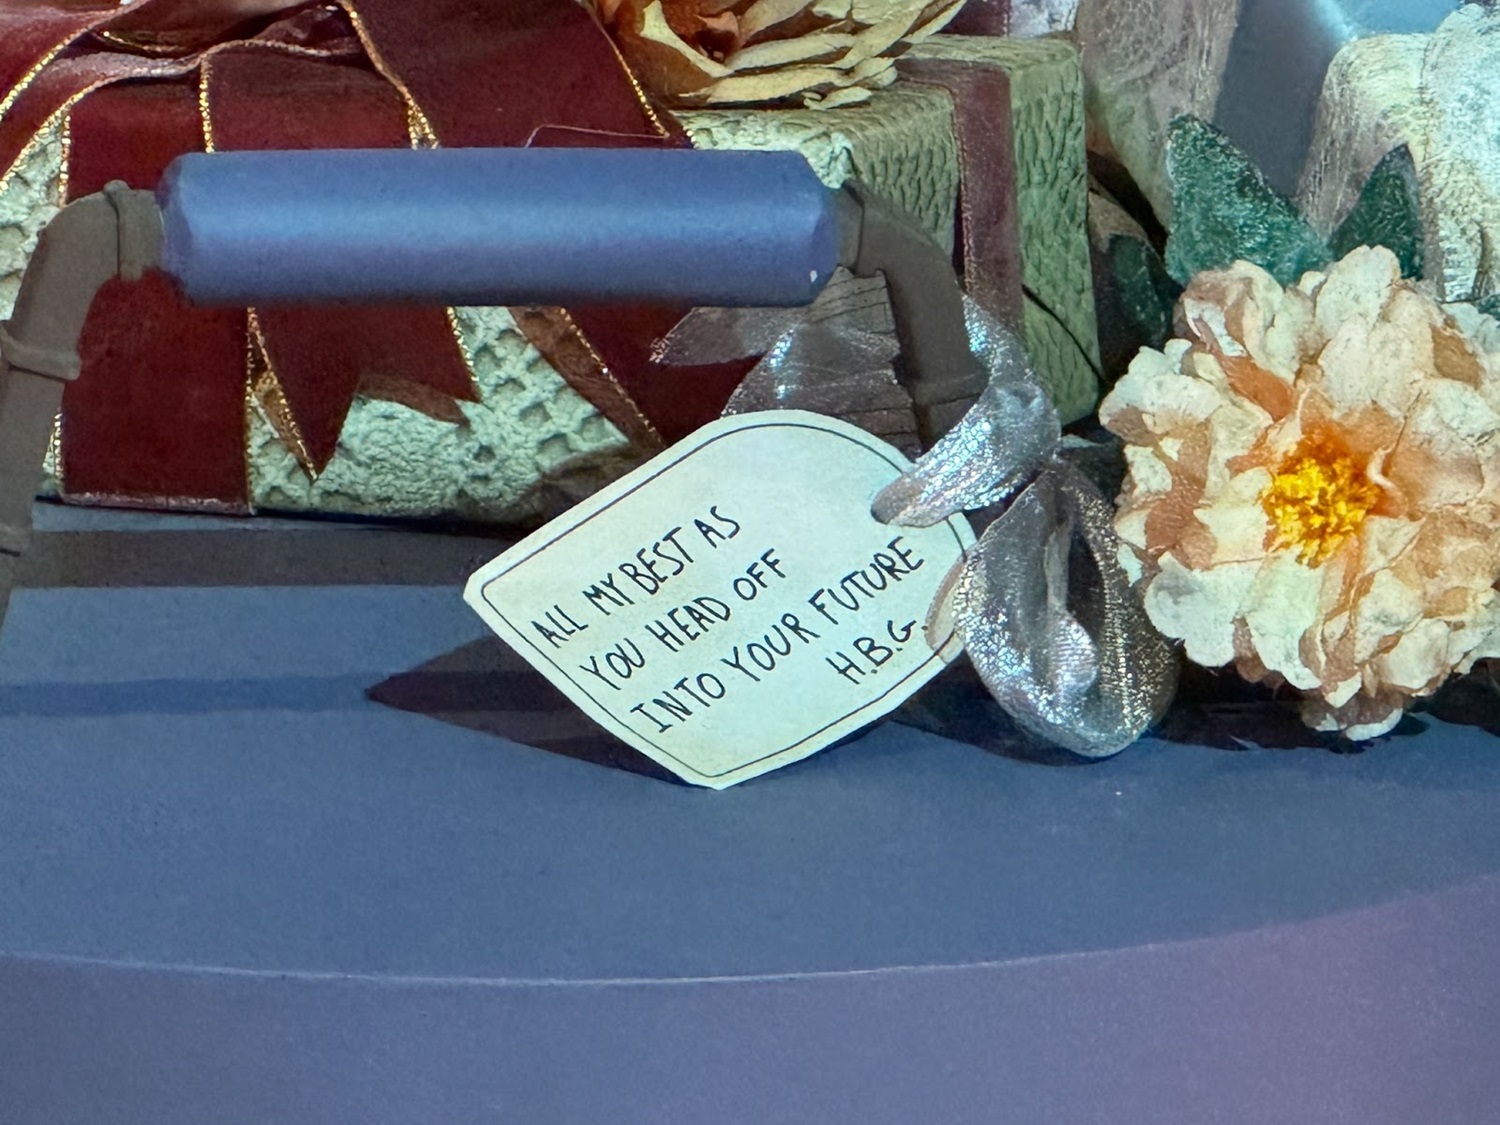 ALL MY BEST AS
YOU HEAD OFF
INTO YOUR FUTURE
H.B.G.